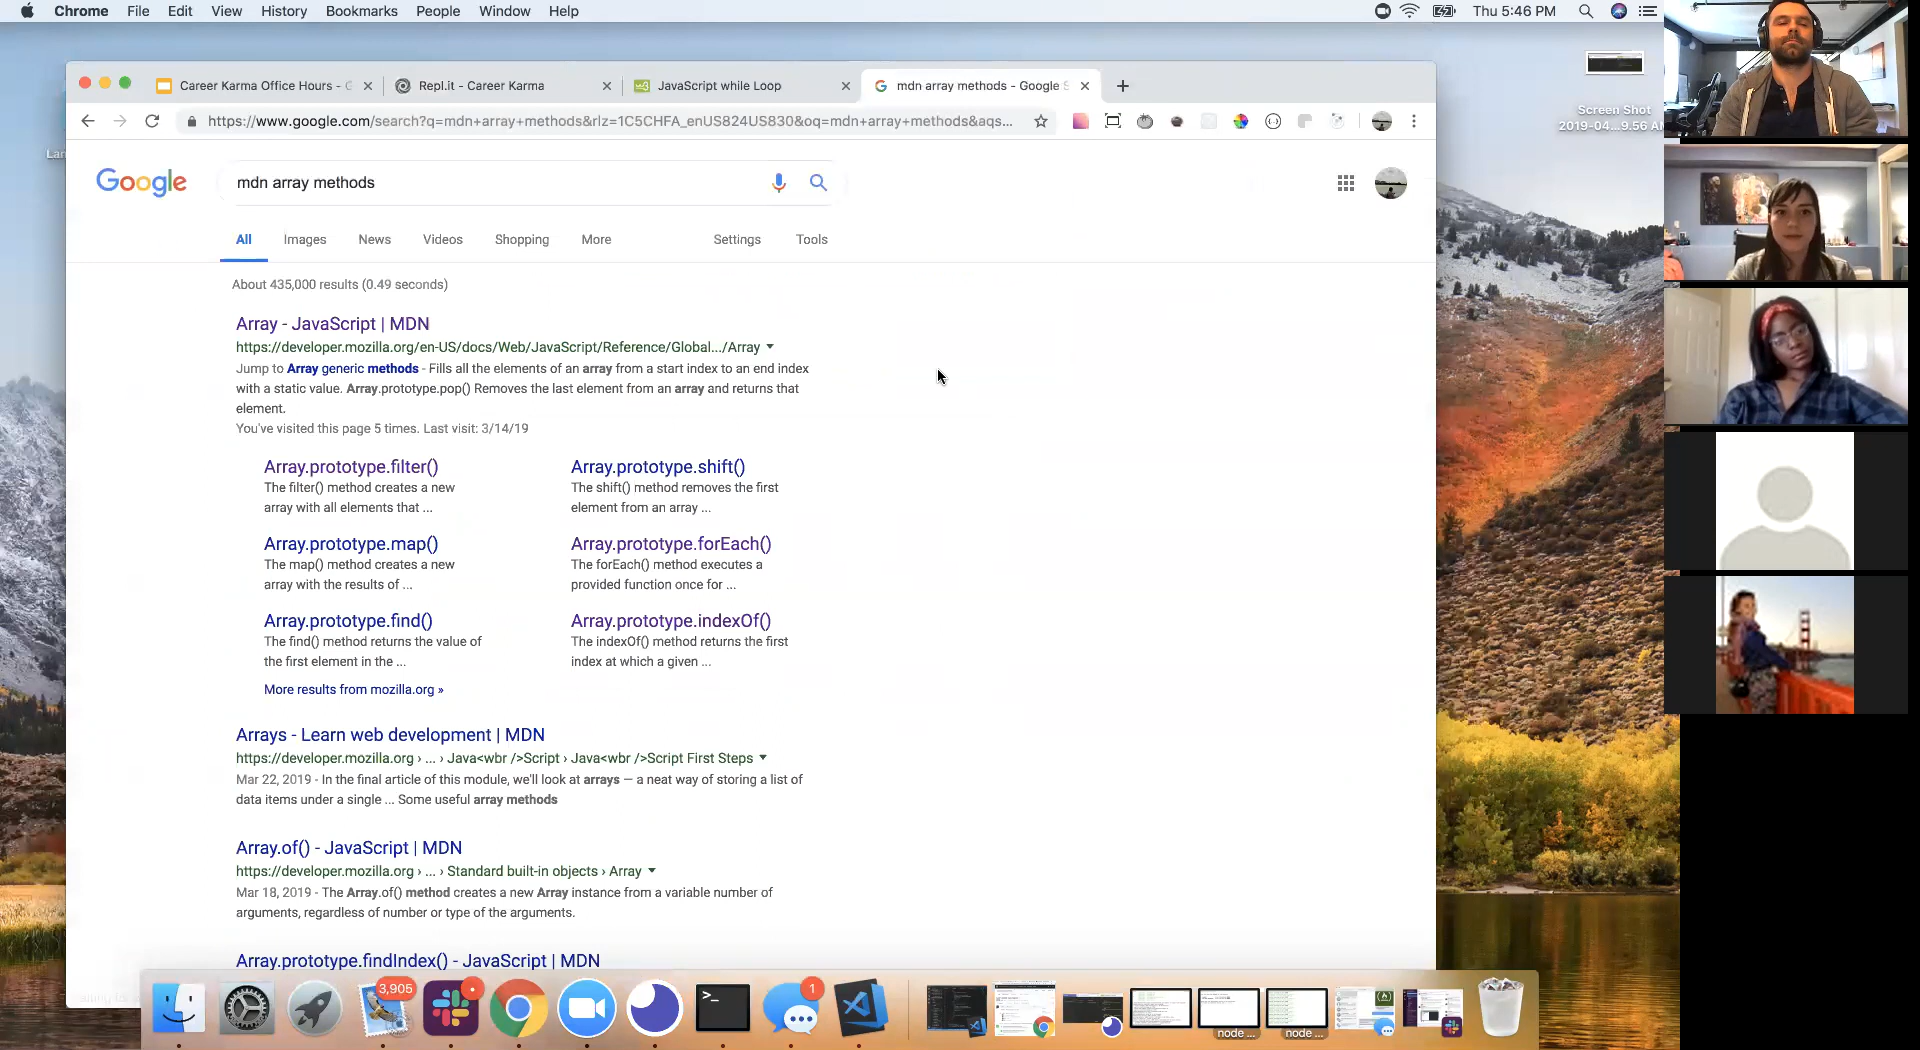 Chrome File Edit View History Bookmarks People Window Help
Thu 5:46 PM
Career Karma Office Hours - G
Repl.it - Career Karma
JavaScript while Loop
mdn array methods - Google S
https://www.google.com/search?q=mdn+array+methods&rlz=1C5CHFA_enUS824US830&oq=mdn+array+methods&aqs...
Screen Shot
2019-04...9.56 AM
Lar
Google
mdn array methods
All Images News Videos Shopping More Settings Tools
About 435,000 results (0.49 seconds)
Array - JavaScript | MDN
https://developer.mozilla.org/en-US/docs/Web/JavaScript/Reference/Global.../Array
Jump to Array generic methods - Fills all the elements of an array from a start index to an end index
with a static value. Array.prototype.pop() Removes the last element from an array and returns that
element.
You've visited this page 5 times. Last visit: 3/14/19
Array.prototype.filter()
The filter() method creates a new
array with all elements that ...
Array.prototype.shift()
The shift() method removes the first
element from an array ...
Array.prototype.map()
The map() method creates a new
array with the results of ...
Array.prototype.forEach()
The forEach() method executes a
provided function once for ...
Array.prototype.find()
The find() method returns the value of
the first element in the ...
Array.prototype.indexOf()
The indexOf() method returns the first
index at which a given ...
More results from mozilla.org »
Arrays - Learn web development | MDN
https://developer.mozilla.org › ... › Java<wbr />Script › Java<wbr />Script First Steps
Mar 22, 2019 - In the final article of this module, we'll look at arrays — a neat way of storing a list of
data items under a single ... Some useful array methods
Array.of() - JavaScript | MDN
https://developer.mozilla.org › ... › Standard built-in objects › Array
Mar 18, 2019 - The Array.of() method creates a new Array instance from a variable number of
arguments, regardless of number or type of the arguments.
Array.prototype.findIndex() - JavaScript | MDN
3,905
1
node ...
node ...